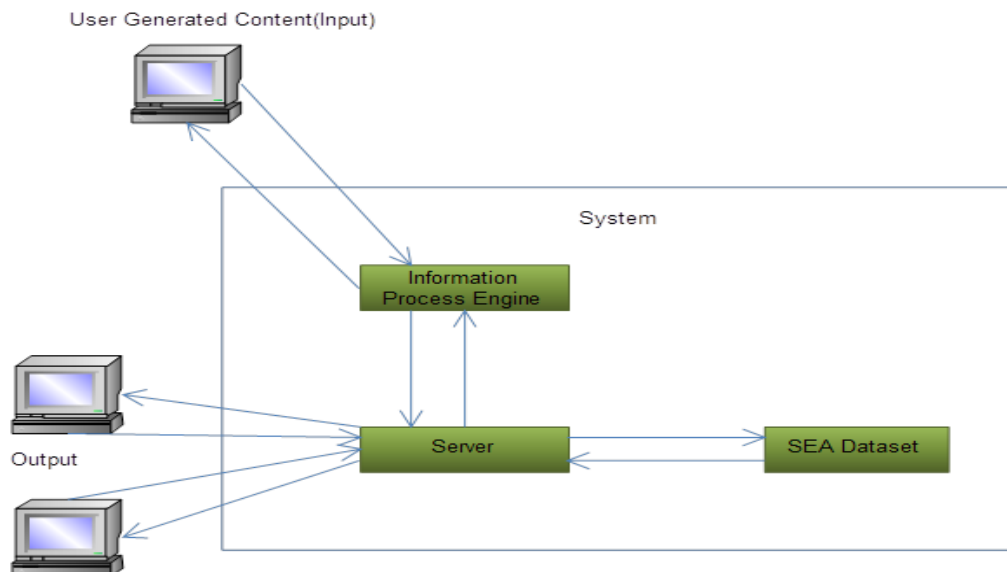 User Generated Content(Input)
System
Information
Process Engine
Server
SEA Dataset
Output